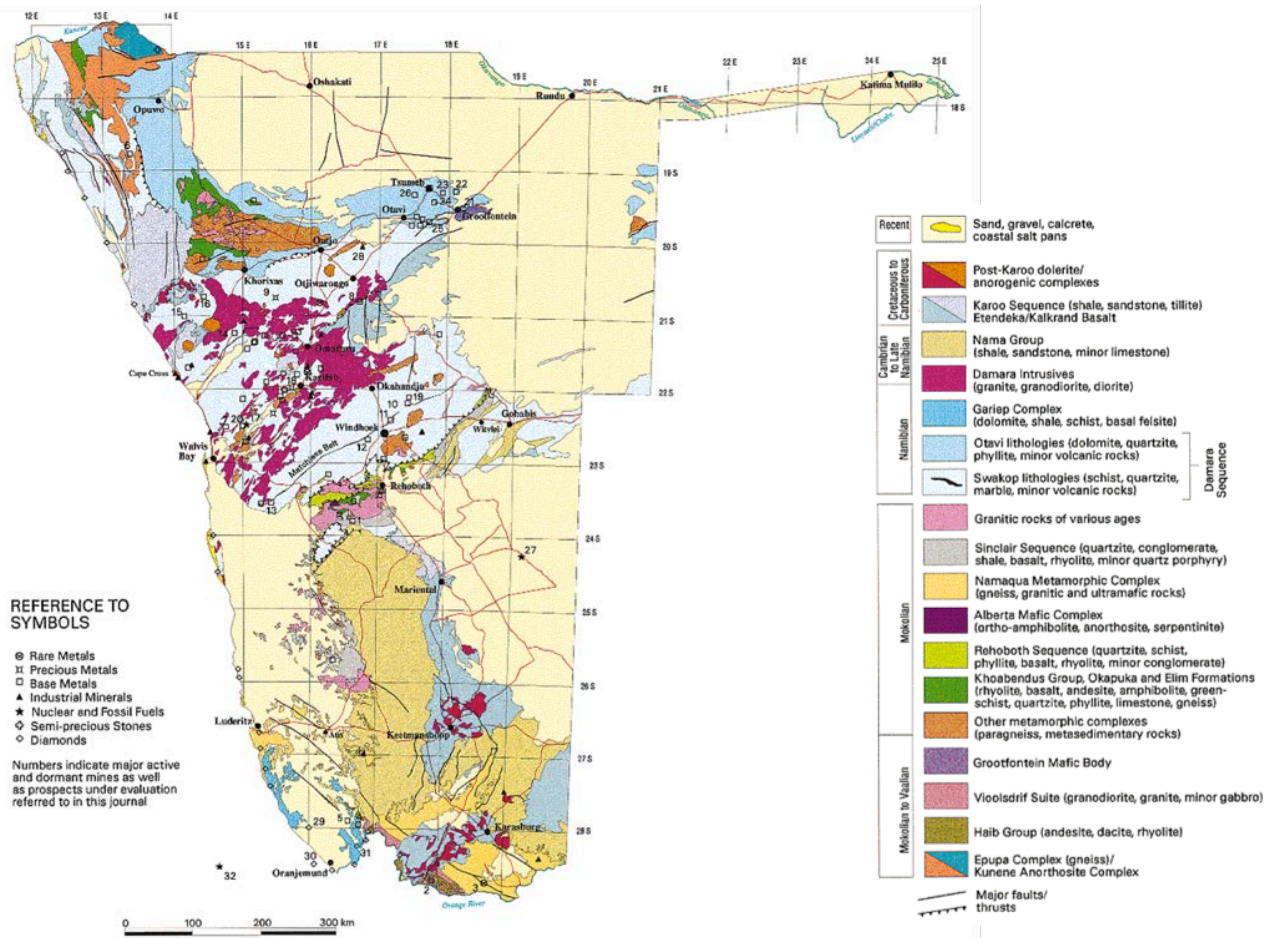 12 E
13
14
15
16
17
18 E
19 E
20 E
21 E
22 E
23 E
24 E
25 E
18 S
19 S
20 S
21 S
22 S
23 S
24 S
25 S
26 S
27 S
28 S
Kunene
Okavango
Oshakati
Opuwo
Rundu
Katima Mulilo
Zambezi
Linyanti/Chobe
Tsumeb
Otavi
Grootfontein
Outjo
Khorixas
Otjiwarongo
Omaruru
Karibib
Okahandja
Cape Cross
Windhoek
Gobabis
Witvlei
Walvis
Bay
Matchless Belt
Rehoboth
Mariental
Luderitz
Aus
Keetmanshoop
Karasburg
Oranjemund
Orange River
REFERENCE TO
SYMBOLS
Rare Metals
Precious Metals
Base Metals
Industrial Minerals
Nuclear and Fossil Fuels
Semi-precious Stones
Diamonds
Numbers indicate major active
and dormant mines as well
as prospects under evaluation
referred to in this journal
0 100 200 300 km
Recent
Sand, gravel, calcrete,
coastal salt pans
Cretaceous to
Carboniferous
Post-Karoo dolerite/
anorogenic complexes
Karoo Sequence (shale, sandstone, tillite)
Etendeka/Kalkrand Basalt
Cambrian
to Late
Namibian
Nama Group
(shale, sandstone, minor limestone)
Damara Intrusives
(granite, granodiorite, diorite)
Namibian
Gariep Complex
(dolomite, shale, schist, basal felsite)
Otavi lithologies (dolomite, quartzite,
phyllite, minor volcanic rocks)
Swakop lithologies (schist, quartzite,
marble, minor volcanic rocks)
Damara
Sequence
Mokolian
Granitic rocks of various ages
Sinclair Sequence (quartzite, conglomerate,
shale, basalt, rhyolite, minor quartz porphyry)
Namaqua Metamorphic Complex
(gneiss, granitic and ultramafic rocks)
Alberta Mafic Complex
(ortho-amphibolite, anorthosite, serpentinite)
Rehoboth Sequence (quartzite, schist,
phyllite, basalt, rhyolite, minor conglomerate)
Khoabendus Group, Okapuka and Elim Formations
(rhyolite, basalt, andesite, amphibolite, green-
schist, quartzite, phyllite, limestone, gneiss)
Other metamorphic complexes
(paragneiss, metasedimentary rocks)
Mokolian to Vaalian
Grootfontein Mafic Body
Vioolsdrif Suite (granodiorite, granite, minor gabbro)
Haib Group (andesite, dacite, rhyolite)
Epupa Complex (gneiss)/
Kunene Anorthosite Complex
Major faults/
thrusts